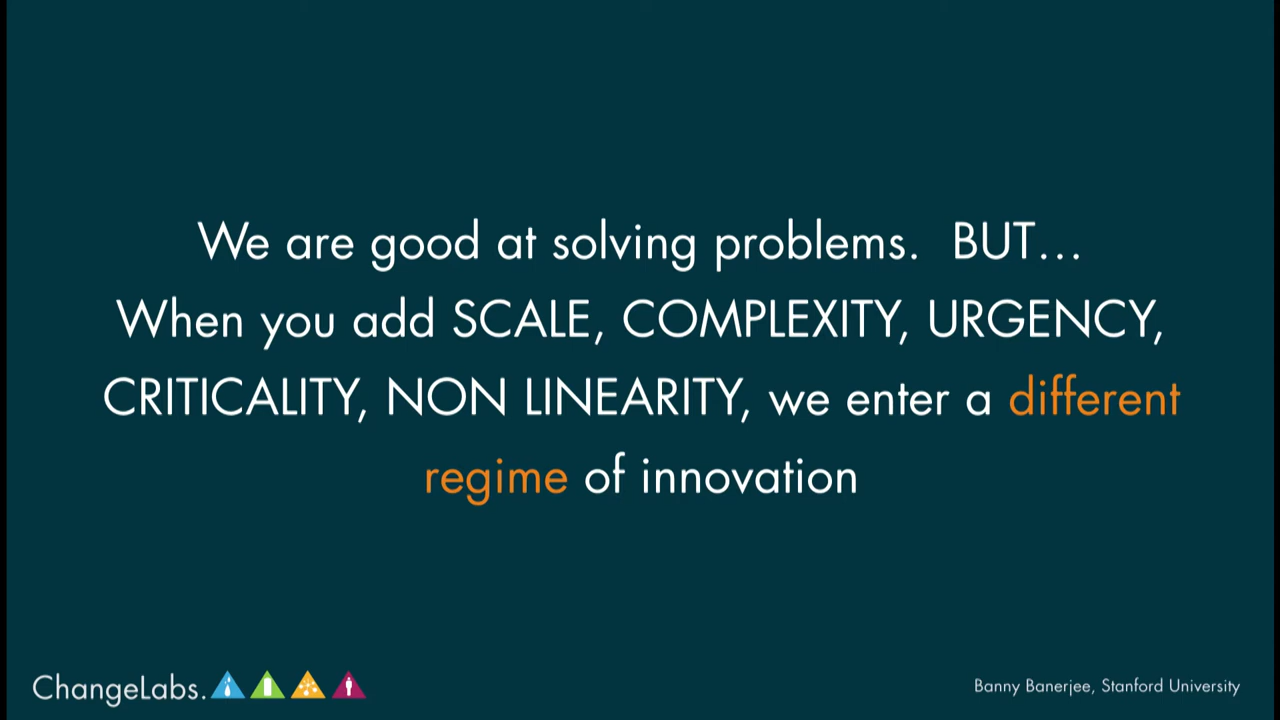 We are good at solving problems.  BUT...
When you add SCALE, COMPLEXITY, URGENCY,
CRITICALITY, NON LINEARITY, we enter a different
regime of innovation
ChangeLabs.
Banny Banerjee, Stanford University